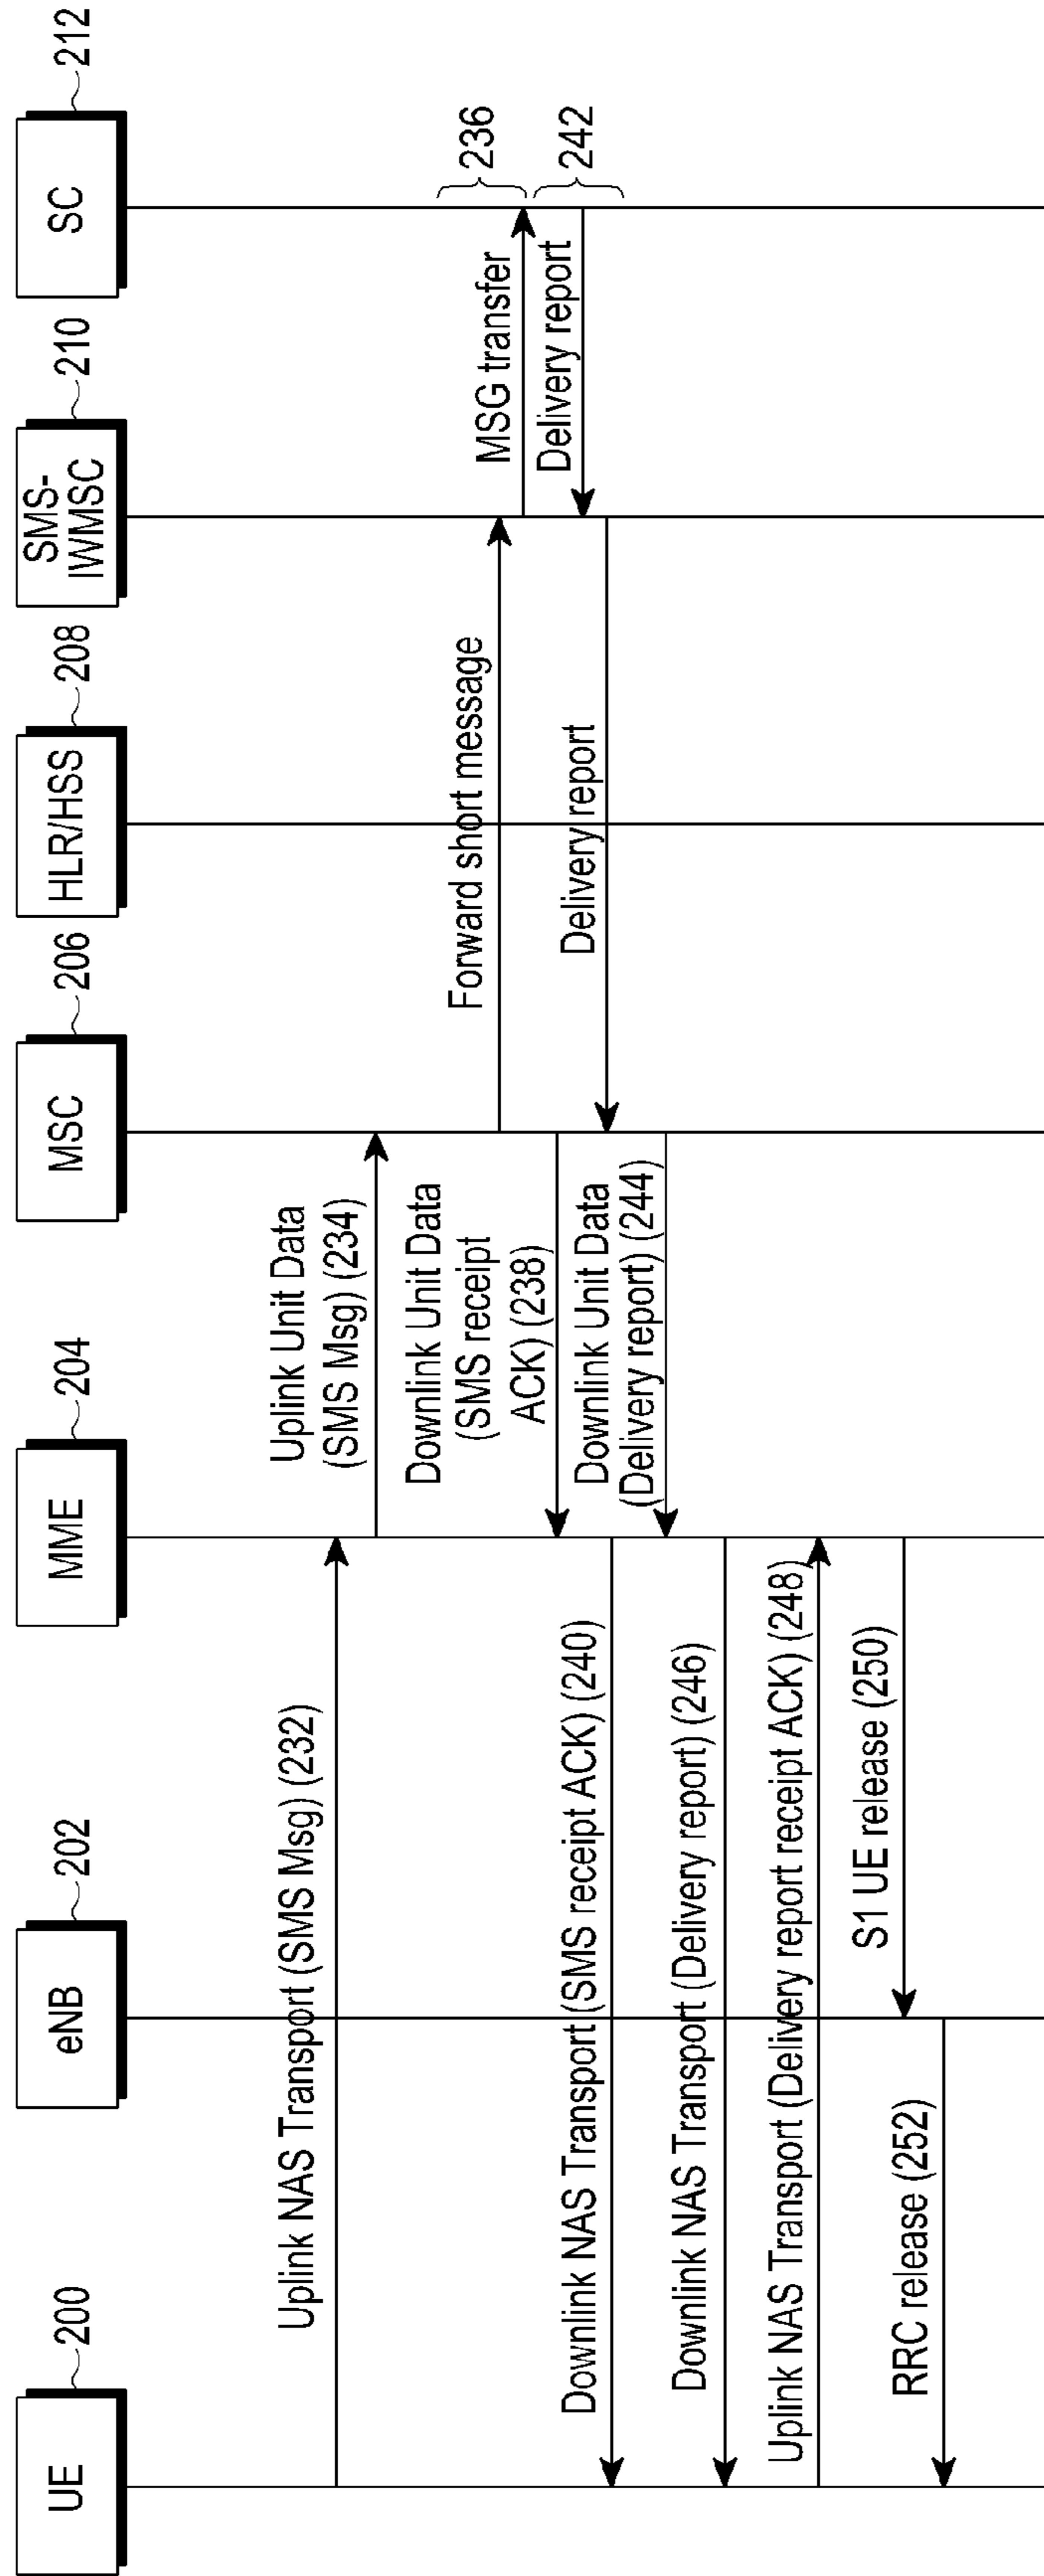 UE
200
eNB
202
MME
204
MSC
206
HLR/HSS
208
SMS-
IWMSC
210
SC
212
Uplink NAS Transport (SMS Msg) (232)
Uplink Unit Data
(SMS Msg) (234)
Forward short message
MSG transfer
236
Downlink Unit Data
(SMS receipt
ACK) (238)
Delivery report
242
Delivery report
Downlink NAS Transport (SMS receipt ACK) (240)
Downlink Unit Data
(Delivery report) (244)
Downlink NAS Transport (Delivery report) (246)
Uplink NAS Transport (Delivery report receipt ACK) (248)
S1 UE release (250)
RRC release (252)